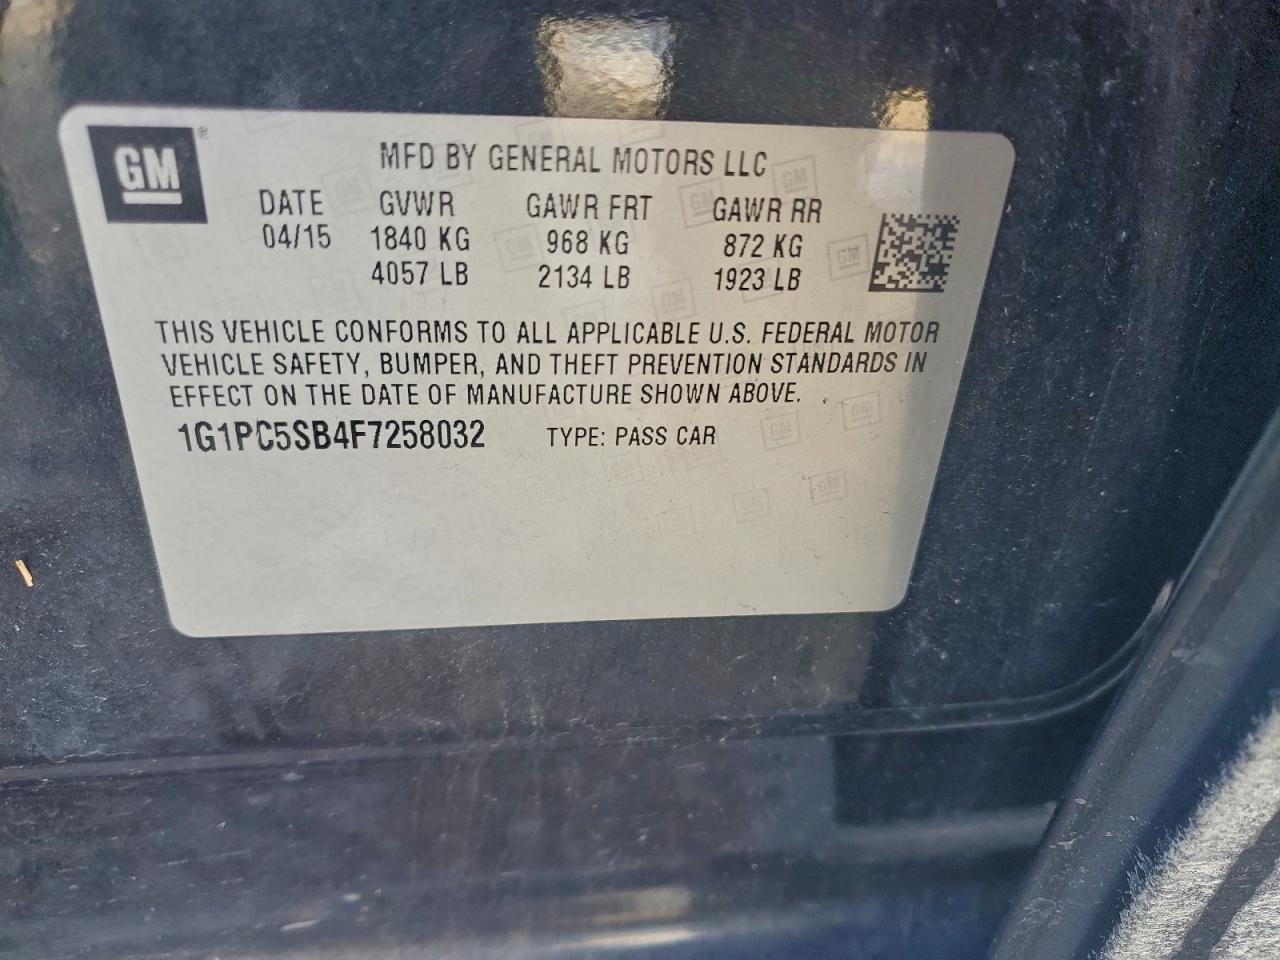 GM ®
MFD BY GENERAL MOTORS LLC
DATE GVWR GAWR FRT GAWR RR
04/15 1840 KG 968 KG 872 KG
4057 LB 2134 LB 1923 LB
THIS VEHICLE CONFORMS TO ALL APPLICABLE U.S. FEDERAL MOTOR
VEHICLE SAFETY, BUMPER, AND THEFT PREVENTION STANDARDS IN
EFFECT ON THE DATE OF MANUFACTURE SHOWN ABOVE.
1G1PC5SB4F7258032 TYPE: PASS CAR